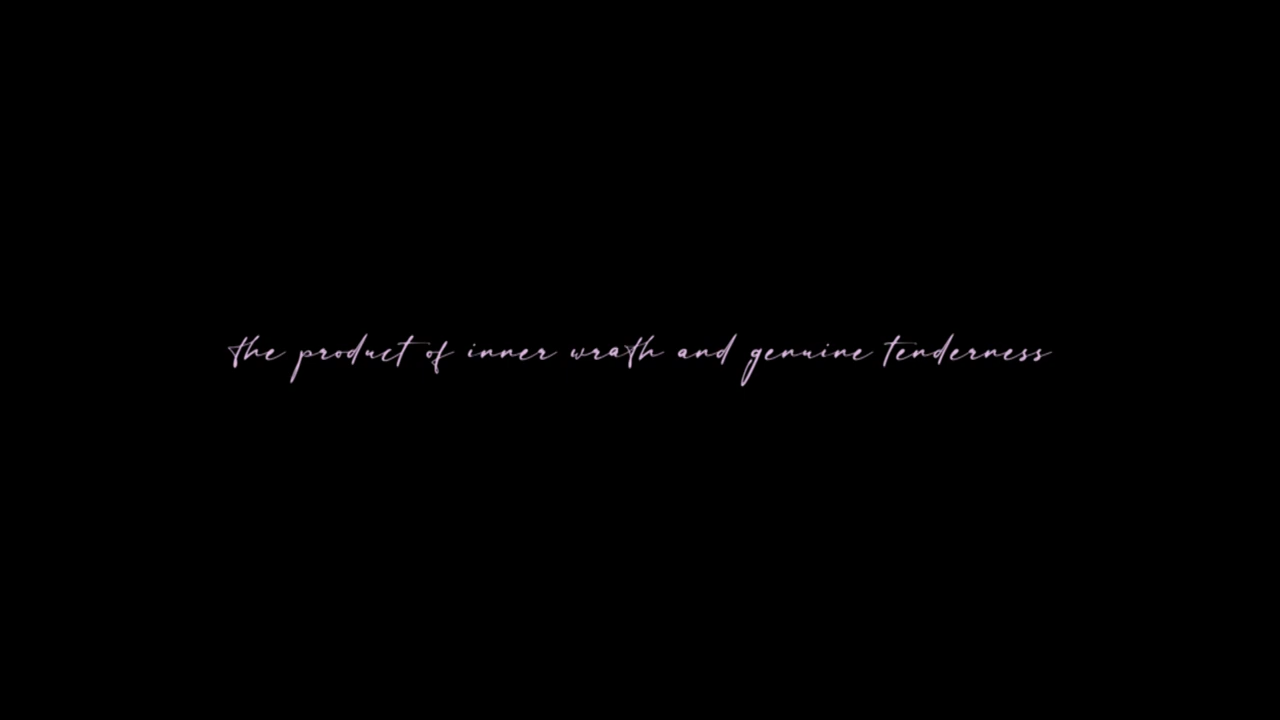 the product of inner wrath and genuine tenderness